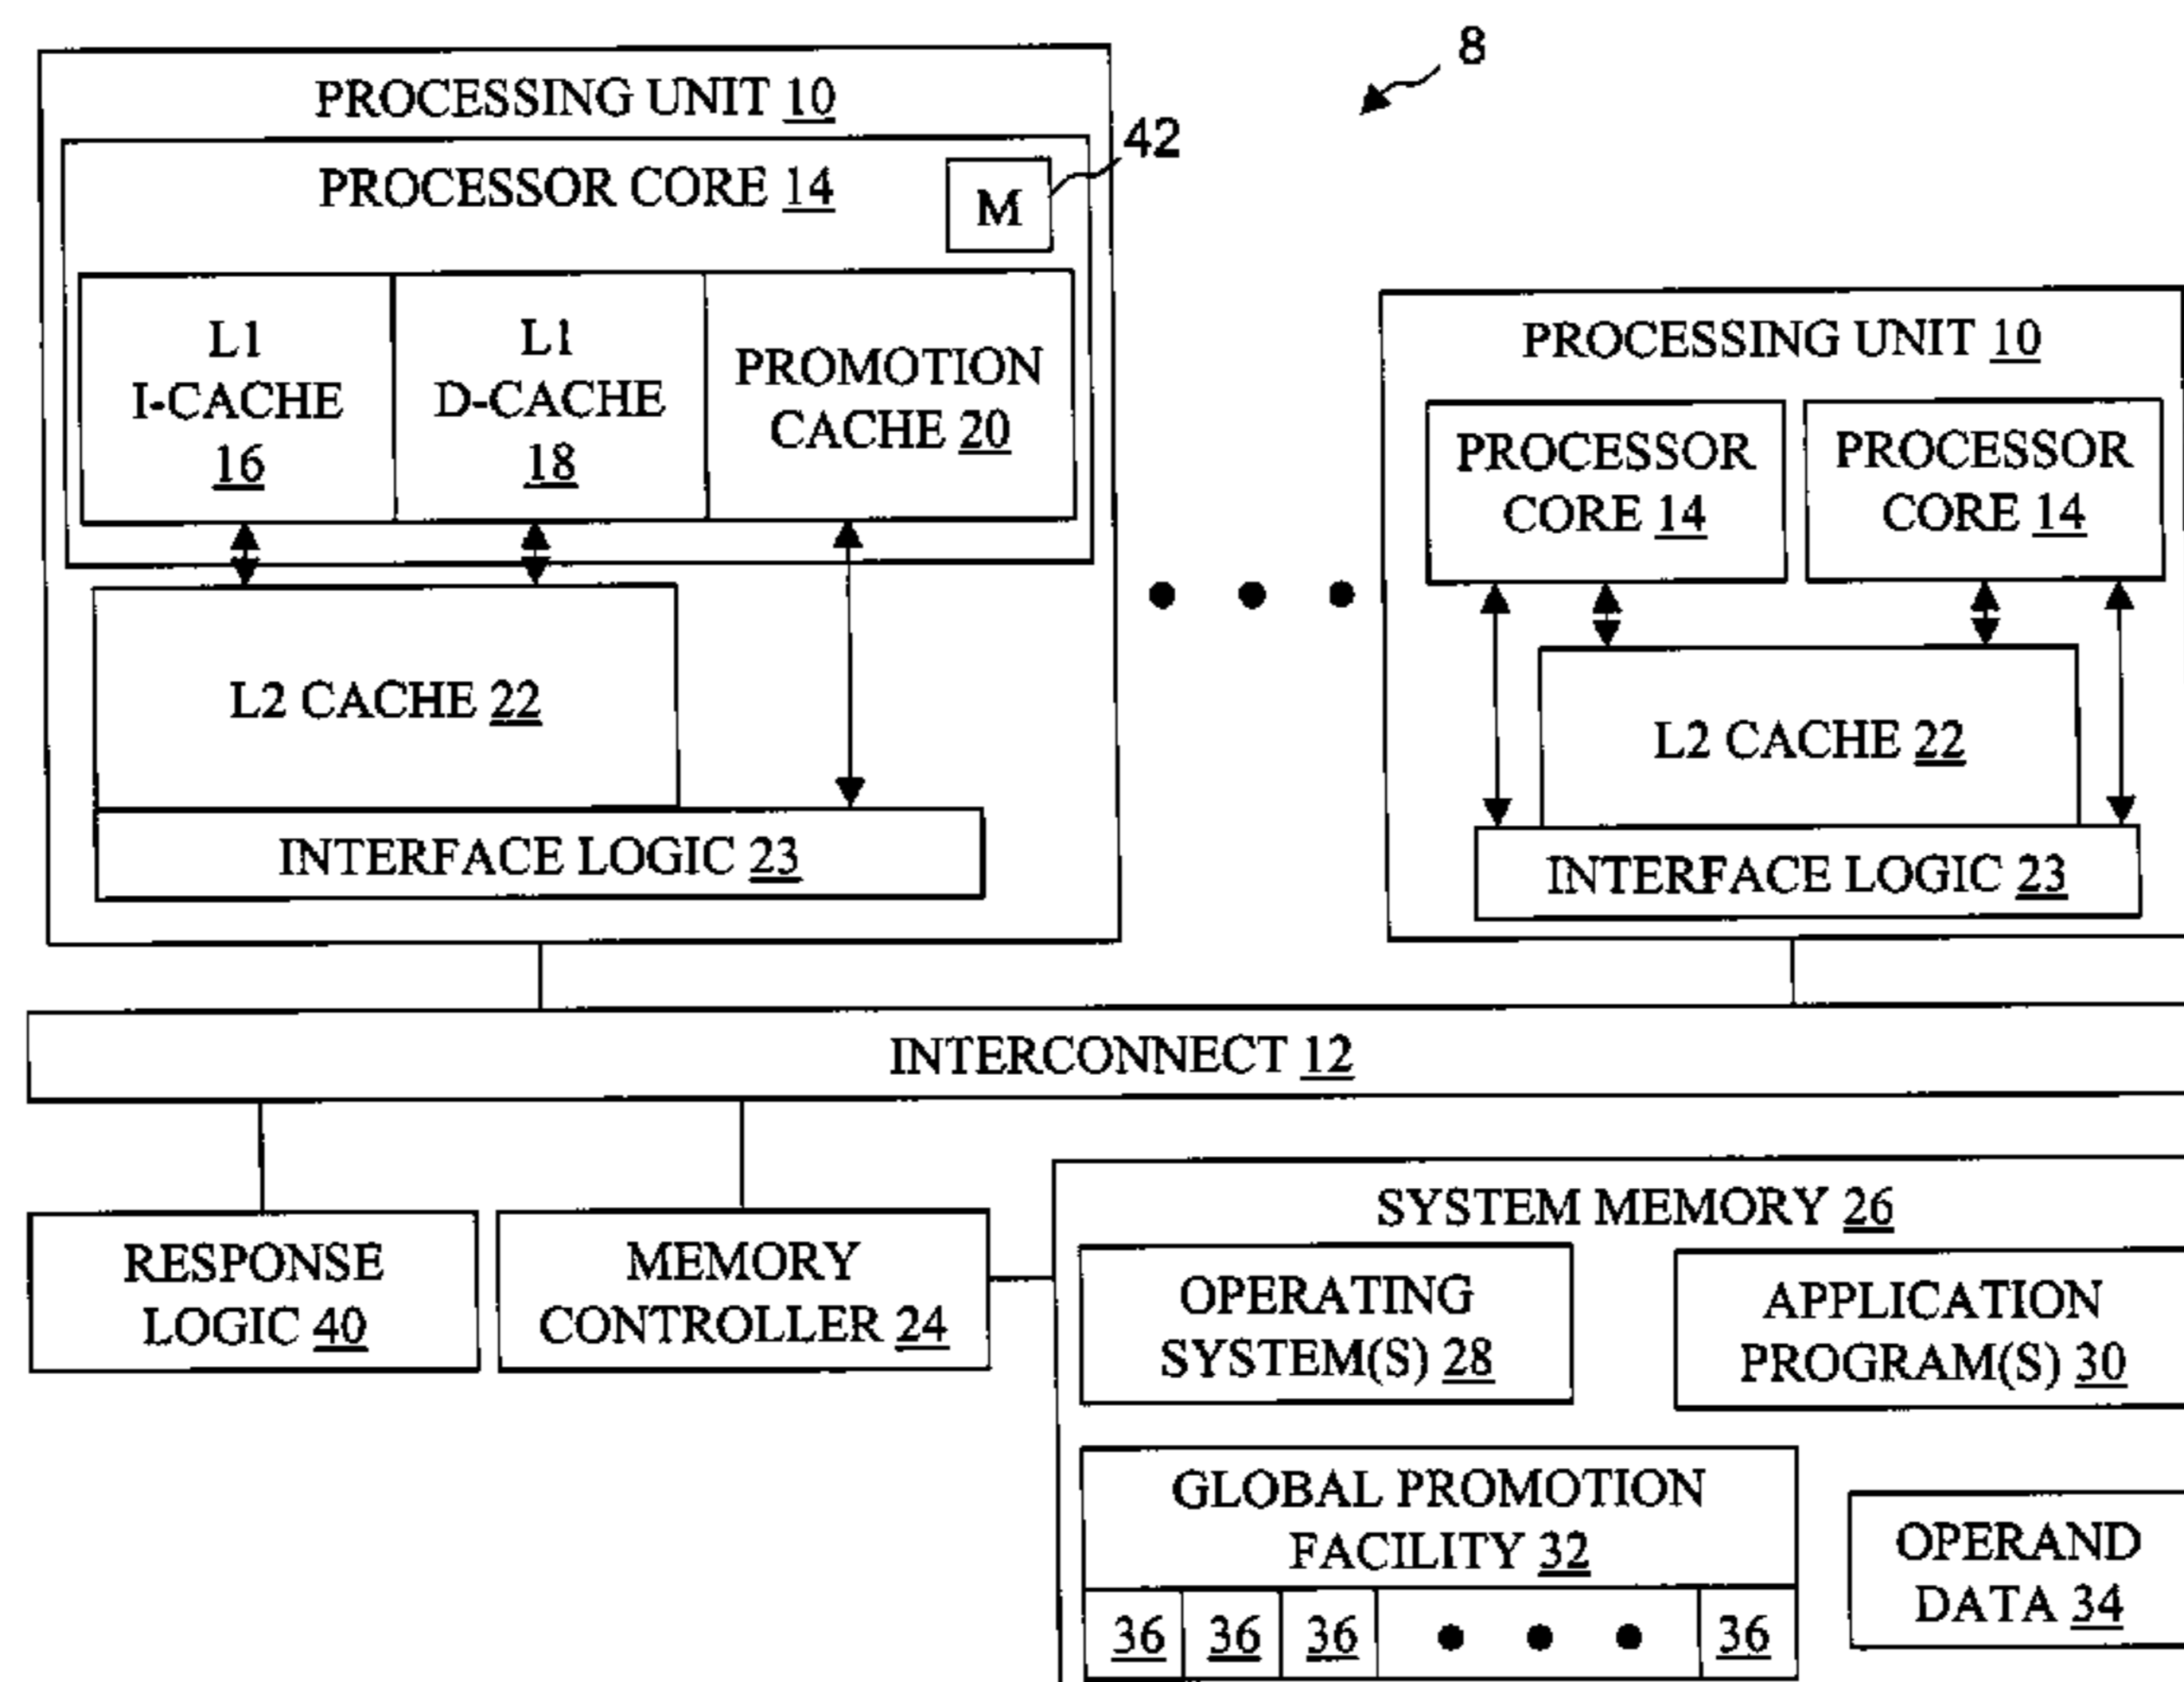 8
PROCESSING UNIT 10
42
PROCESSOR CORE 14
M
L1
I-CACHE
16
L1
D-CACHE
18
PROMOTION
CACHE 20
L2 CACHE 22
INTERFACE LOGIC 23
PROCESSING UNIT 10
PROCESSOR
CORE 14
PROCESSOR
CORE 14
L2 CACHE 22
INTERFACE LOGIC 23
INTERCONNECT 12
RESPONSE
LOGIC 40
MEMORY
CONTROLLER 24
SYSTEM MEMORY 26
OPERATING
SYSTEM(S) 28
APPLICATION
PROGRAM(S) 30
GLOBAL PROMOTION
FACILITY 32
36 36 36 • • • 36
OPERAND
DATA 34